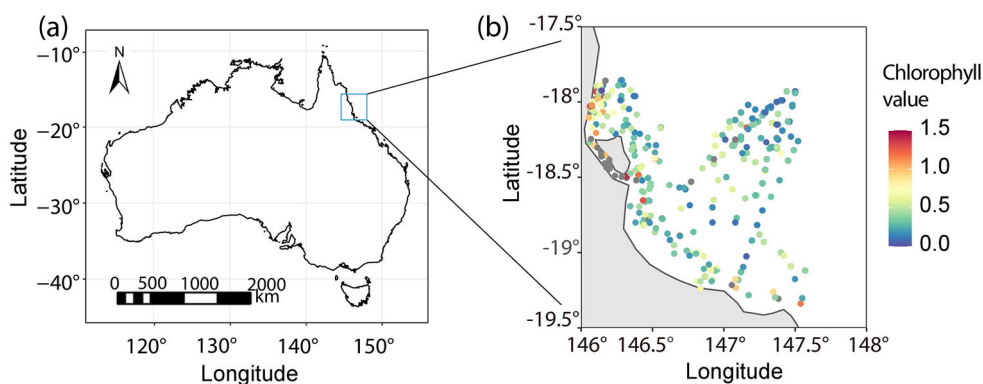 (a)
N
−10°
−20°
−30°
−40°
Latitude
0 500 1000 2000
km
120° 130° 140° 150°
Longitude
(b)
-17.5°
-18°
-18.5°
-19°
-19.5°
Latitude
146° 146.5° 147° 147.5° 148°
Longitude
Chlorophyll
value
1.5
1.0
0.5
0.0